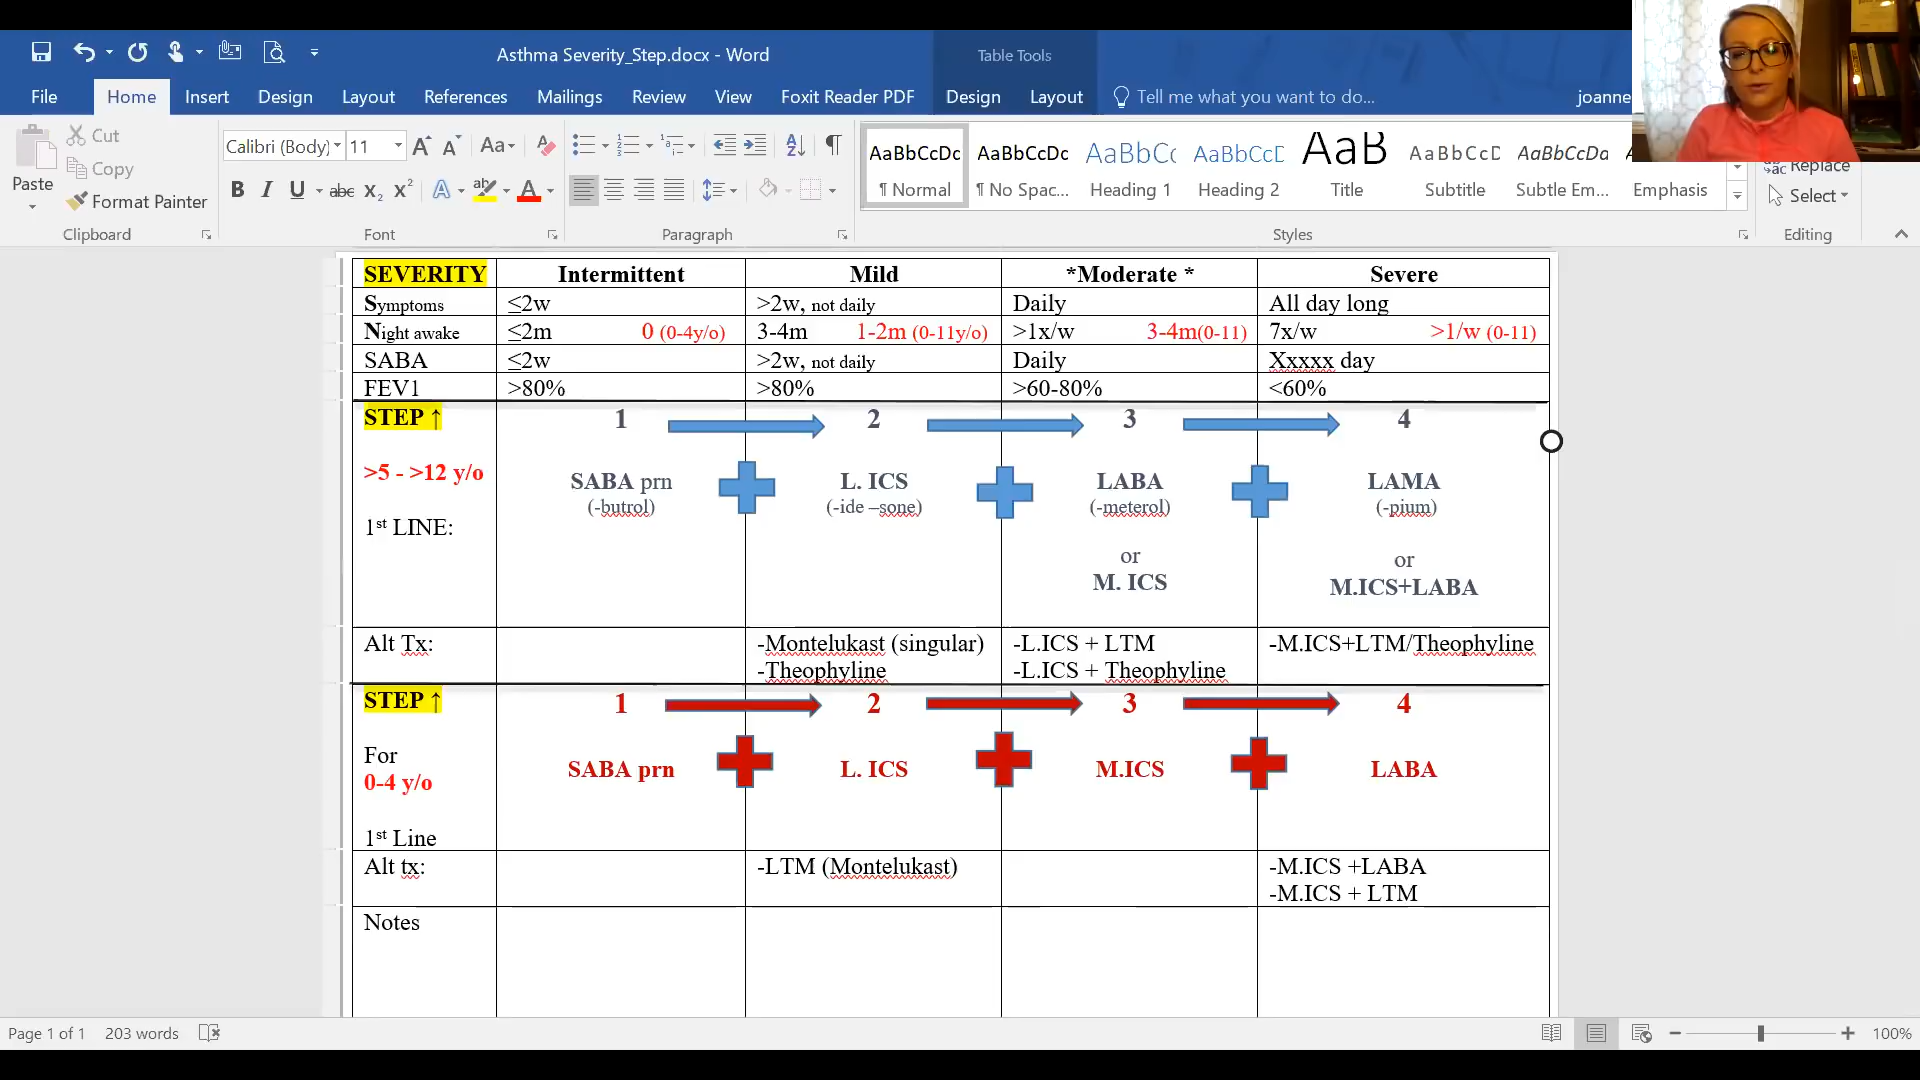 Asthma Severity_Step.docx - Word
Table Tools
File Home Insert Design Layout References Mailings Review View Foxit Reader PDF Design Layout Tell me what you want to do... joanne
Cut
Copy
Paste
Format Painter
Clipboard
Calibri (Body) 11
Font
Paragraph
AaBbCcDc AaBbCcDc AaBbCc AaBbCcD AaB AaBbCcD AaBbCcDa
¶ Normal ¶ No Spac... Heading 1 Heading 2 Title Subtitle Subtle Em... Emphasis
Styles
Replace
Select
Editing
SEVERITY Intermittent Mild *Moderate * Severe
Symptoms ≤2w >2w, not daily Daily All day long
Night awake ≤2m 0 (0-4y/o) 3-4m 1-2m (0-11y/o) >1x/w 3-4m(0-11) 7x/w >1/w (0-11)
SABA ≤2w >2w, not daily Daily Xxxxx day
FEV1 >80% >80% >60-80% <60%
STEP ↑ 1 2 3 4
>5 - >12 y/o
SABA prn L. ICS LABA LAMA
(-butrol) (-ide –sone) (-meterol) (-pium)
1st LINE:
or or
M. ICS M.ICS+LABA
Alt Tx: -Montelukast (singular) -L.ICS + LTM -M.ICS+LTM/Theophyline
-Theophyline -L.ICS + Theophyline
STEP ↑ 1 2 3 4
For
0-4 y/o
SABA prn L. ICS M.ICS LABA
1st Line
Alt tx: -LTM (Montelukast) -M.ICS +LABA
-M.ICS + LTM
Notes
Page 1 of 1 203 words 100%